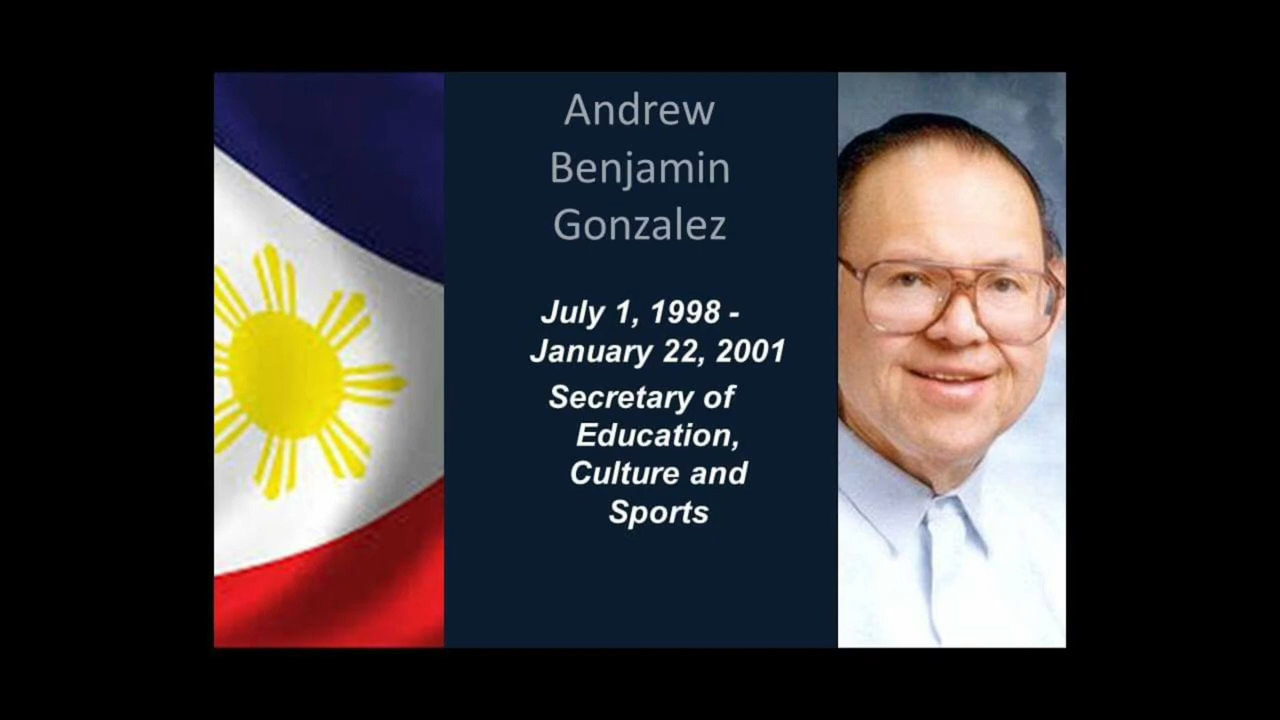 Andrew
Benjamin
Gonzalez
July 1, 1998 -
January 22, 2001
Secretary of
Education,
Culture and
Sports